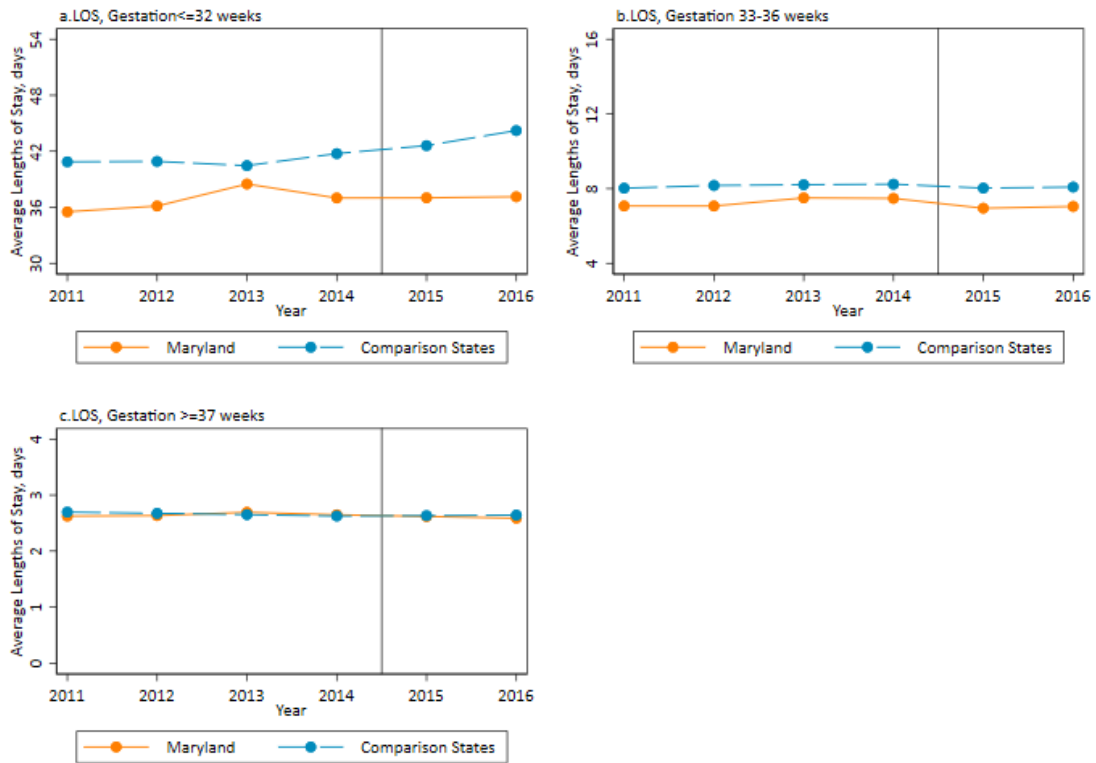 a.LOS, Gestation<=32 weeks
Average Lengths of Stay, days
54
48
42
36
30
2011 2012 2013 2014 2015 2016
Year
Maryland Comparison States
b.LOS, Gestation 33-36 weeks
Average Lengths of Stay, days
16
12
8
4
2011 2012 2013 2014 2015 2016
Year
Maryland Comparison States
c.LOS, Gestation >=37 weeks
Average Lengths of Stay, days
4
3
2
1
0
2011 2012 2013 2014 2015 2016
Year
Maryland Comparison States